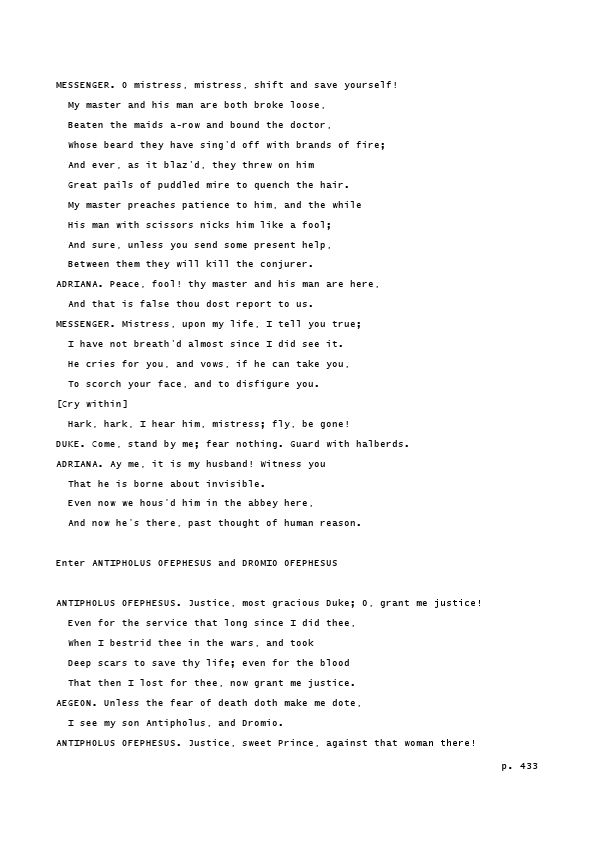 MESSENGER. O mistress, mistress, shift and save yourself!
My master and his man are both broke loose,
Beaten the maids a-row and bound the doctor,
Whose beard they have sing'd off with brands of fire;
And ever, as it blaz'd, they threw on him
Great pails of puddled mire to quench the hair.
My master preaches patience to him, and the while
His man with scissors nicks him like a fool;
And sure, unless you send some present help,
Between them they will kill the conjurer.
ADRIANA. Peace, fool! thy master and his man are here,
And that is false thou dost report to us.
MESSENGER. Mistress, upon my life, I tell you true;
I have not breath'd almost since I did see it.
He cries for you, and vows, if he can take you,
To scorch your face, and to disfigure you.
[Cry within]
Hark, hark, I hear him, mistress; fly, be gone!
DUKE. Come, stand by me; fear nothing. Guard with halberds.
ADRIANA. Ay me, it is my husband! Witness you
That he is borne about invisible.
Even now we hous'd him in the abbey here,
And now he's there, past thought of human reason.
Enter ANTIPHOLUS OFEPHESUS and DROMIO OFEPHESUS
ANTIPHOLUS OFEPHESUS. Justice, most gracious Duke; O, grant me justice!
Even for the service that long since I did thee,
When I bestrid thee in the wars, and took
Deep scars to save thy life; even for the blood
That then I lost for thee, now grant me justice.
AEGEON. Unless the fear of death doth make me dote,
I see my son Antipholus, and Dromio.
ANTIPHOLUS OFEPHESUS. Justice, sweet Prince, against that woman there!
p. 433